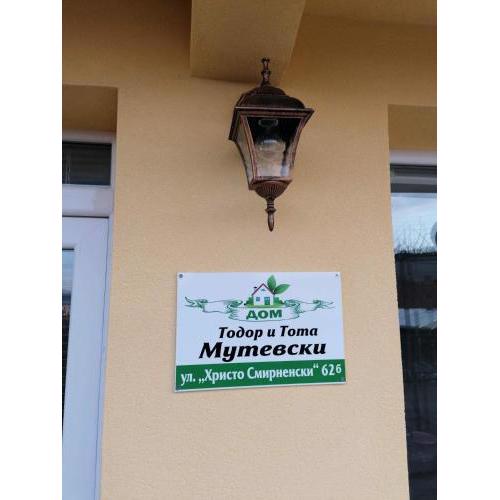 ДОМ
Тодор и Тота
Мутевски
ул. „Христо Смирненски“ 62б